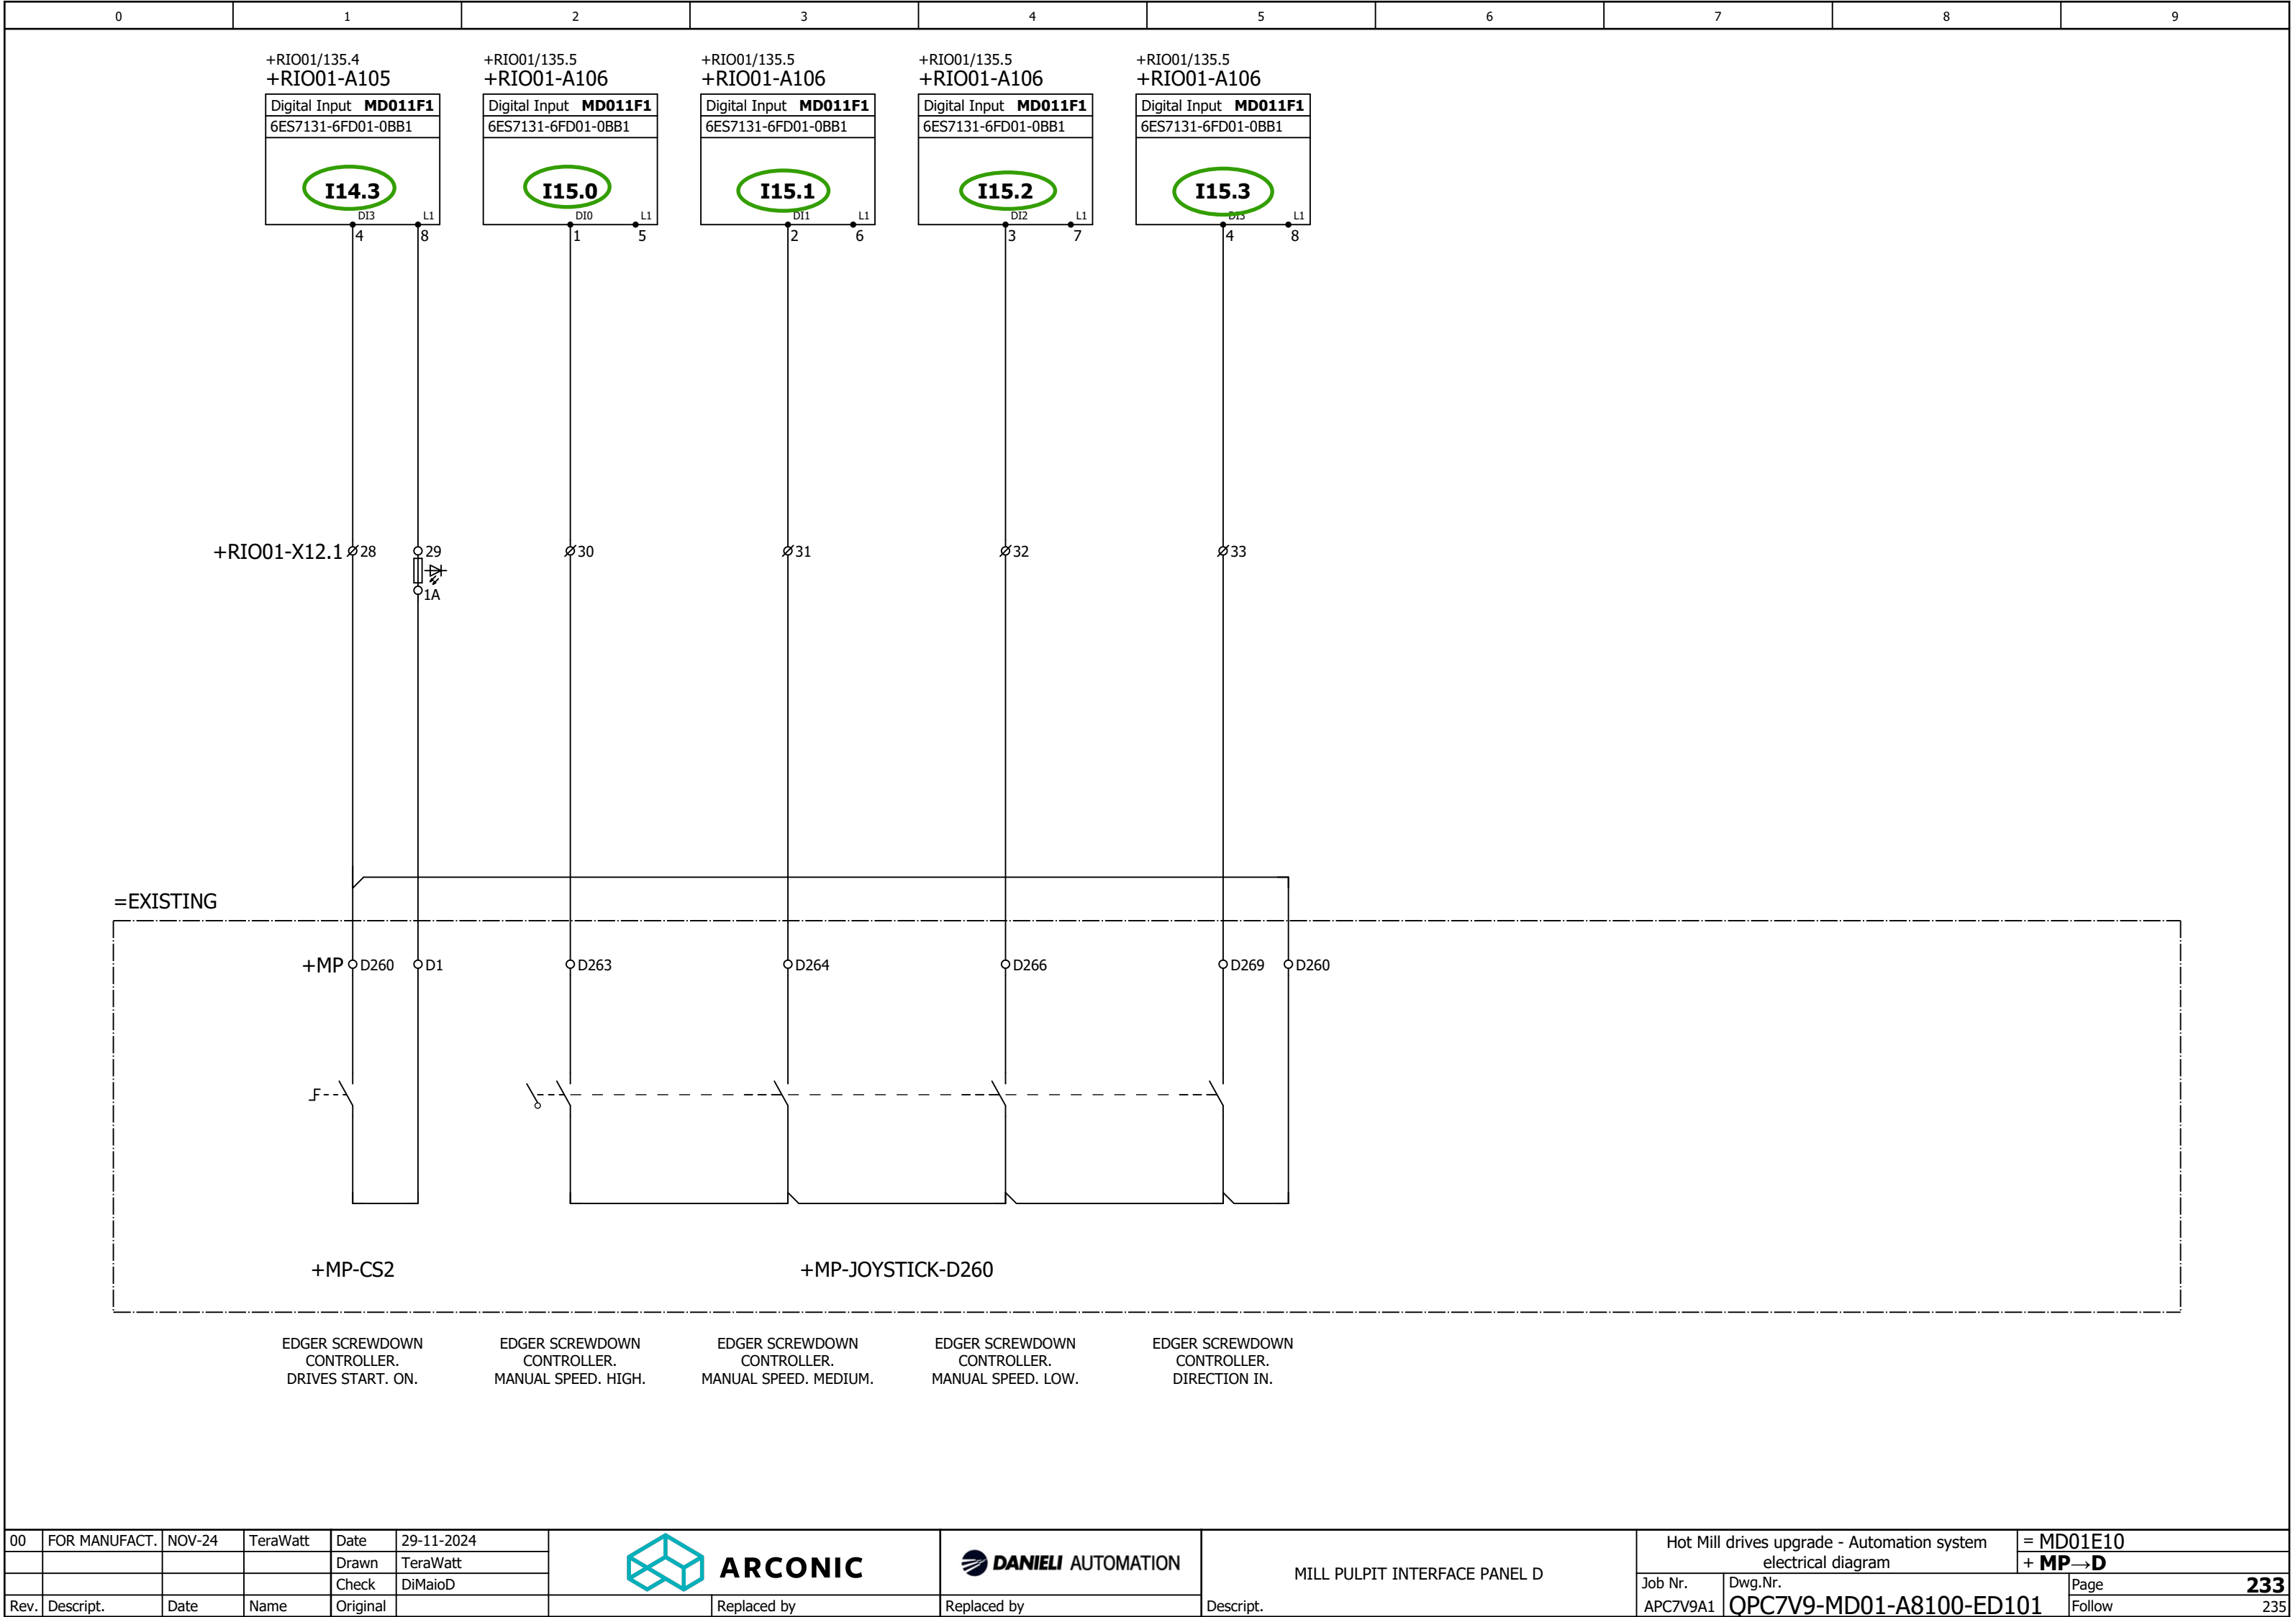 0 1 2 3 4 5 6 7 8 9
+RIO01/135.4 +RIO01/135.5 +RIO01/135.5 +RIO01/135.5 +RIO01/135.5
+RIO01-A105 +RIO01-A106 +RIO01-A106 +RIO01-A106 +RIO01-A106
Digital Input MD011F1 Digital Input MD011F1 Digital Input MD011F1 Digital Input MD011F1 Digital Input MD011F1
6ES7131-6FD01-0BB1 6ES7131-6FD01-0BB1 6ES7131-6FD01-0BB1 6ES7131-6FD01-0BB1 6ES7131-6FD01-0BB1
I14.3 I15.0 I15.1 I15.2 I15.3
DI3 L1 DI0 L1 DI1 L1 DI2 L1 DI3 L1
4 8 1 5 2 6 3 7 4 8
+RIO01-X12.1 28 29 30 31 32 33
1A
=EXISTING
+MP D260 D1 D263 D264 D266 D269 D260
+MP-CS2 +MP-JOYSTICK-D260
EDGER SCREWDOWN EDGER SCREWDOWN EDGER SCREWDOWN EDGER SCREWDOWN EDGER SCREWDOWN
CONTROLLER. CONTROLLER. CONTROLLER. CONTROLLER. CONTROLLER.
DRIVES START. ON. MANUAL SPEED. HIGH. MANUAL SPEED. MEDIUM. MANUAL SPEED. LOW. DIRECTION IN.
00 FOR MANUFACT. NOV-24 TeraWatt Date 29-11-2024
Drawn TeraWatt
Check DiMaioD
Rev. Descript. Date Name Original
ARCONIC
Replaced by
DANIELI AUTOMATION
Replaced by
MILL PULPIT INTERFACE PANEL D
Descript.
Hot Mill drives upgrade - Automation system
electrical diagram
= MD01E10
+ MP→D
Job Nr. Dwg.Nr. Page 233
APC7V9A1 QPC7V9-MD01-A8100-ED101 Follow 235